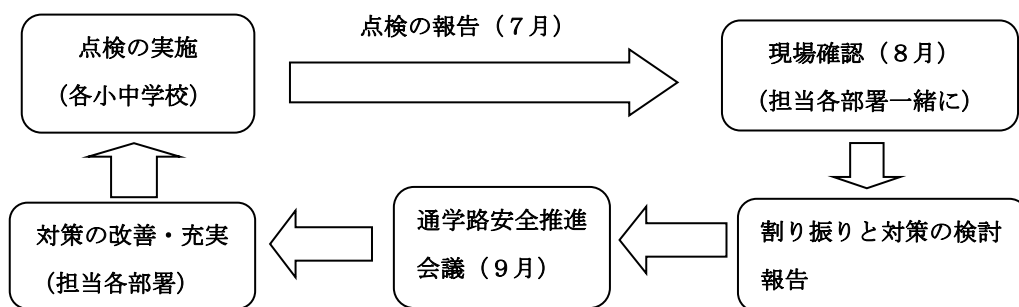 点検の実施
（各小中学校）
点検の報告（７月）
現場確認（８月）
（担当各部署一緒に）
割り振りと対策の検討
報告
通学路安全推進
会議（９月）
対策の改善・充実
（担当各部署）